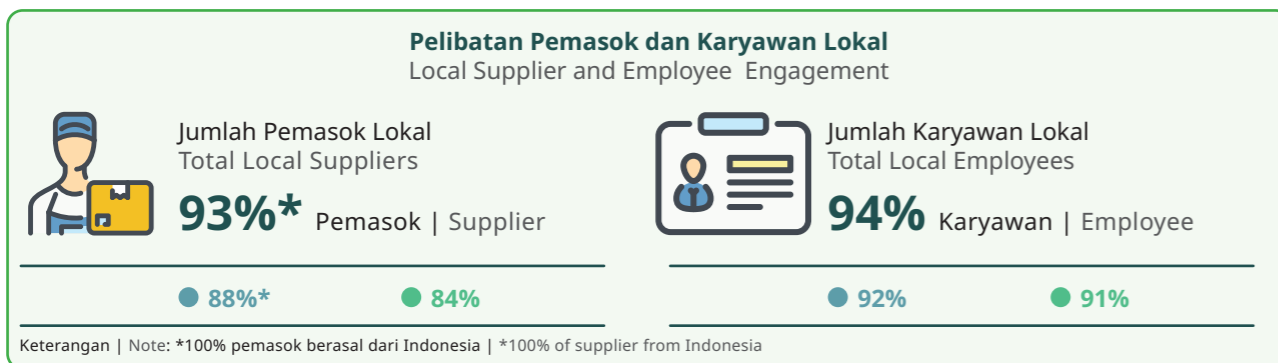 Pelibatan Pemasok dan Karyawan Lokal
Local Supplier and Employee Engagement
Jumlah Pemasok Lokal
Total Local Suppliers
93%* Pemasok | Supplier
88%* 84%
Jumlah Karyawan Lokal
Total Local Employees
94% Karyawan | Employee
92% 91%
Keterangan | Note: *100% pemasok berasal dari Indonesia | *100% of supplier from Indonesia